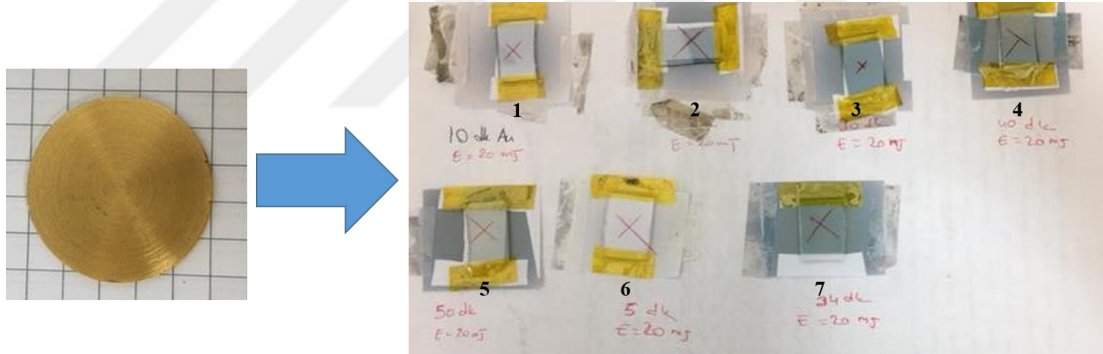 1
2
3
4
10 dk Au
E = 20 mJ
E = 20 mJ
E = 20 mJ
40 dk
E = 20 mJ
5
6
7
50 dk
E = 20 mJ
5 dk
E = 20 mJ
34 dk
E = 20 mJ